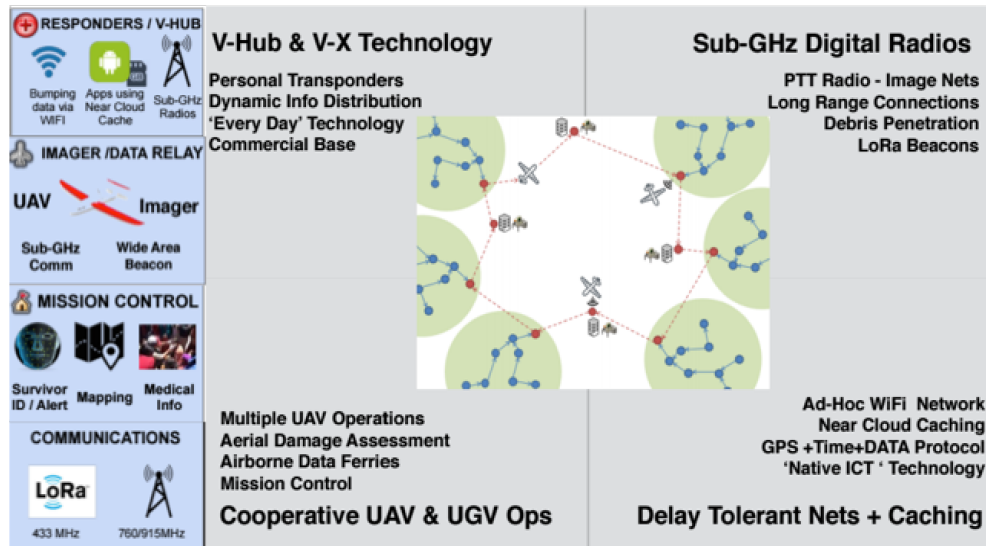 RESPONDERS / V-HUB
Bumping
data via
WIFI
Apps using
Near Cloud
Cache
Sub-GHz
Radios
IMAGER /DATA RELAY
UAV
Imager
Sub-GHz
Comm
Wide Area
Beacon
MISSION CONTROL
Survivor
ID / Alert
Mapping
Medical
Info
COMMUNICATIONS
LoRa
433 MHz
760/915MHz
V-Hub & V-X Technology
Personal Transponders
Dynamic Info Distribution
‘Every Day’ Technology
Commercial Base
Sub-GHz Digital Radios
PTT Radio - Image Nets
Long Range Connections
Debris Penetration
LoRa Beacons
Multiple UAV Operations
Aerial Damage Assessment
Airborne Data Ferries
Mission Control
Cooperative UAV & UGV Ops
Ad-Hoc WiFi Network
Near Cloud Caching
GPS +Time+DATA Protocol
‘Native ICT ‘ Technology
Delay Tolerant Nets + Caching